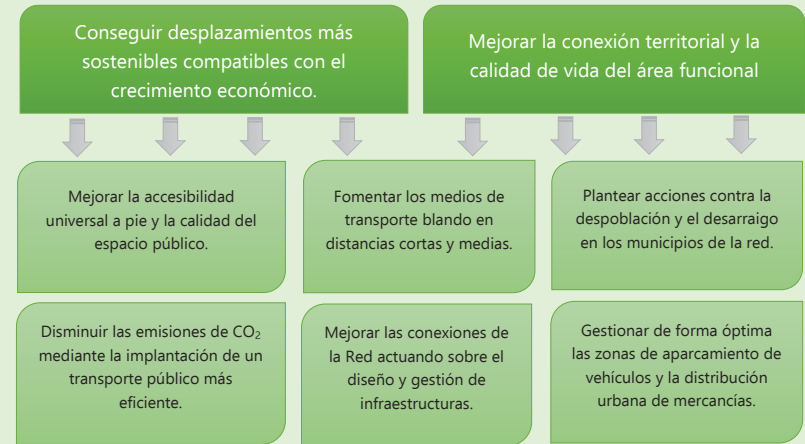 Conseguir desplazamientos más
sostenibles compatibles con el
crecimiento económico.
Mejorar la conexión territorial y la
calidad de vida del área funcional
Mejorar la accesibilidad
universal a pie y la calidad del
espacio público.
Fomentar los medios de
transporte blando en
distancias cortas y medias.
Plantear acciones contra la
despoblación y el desarraigo
en los municipios de la red.
Disminuir las emisiones de CO₂
mediante la implantación de un
transporte público más
eficiente.
Mejorar las conexiones de
la Red actuando sobre el
diseño y gestión de
infraestructuras.
Gestionar de forma óptima
las zonas de aparcamiento de
vehículos y la distribución
urbana de mercancías.